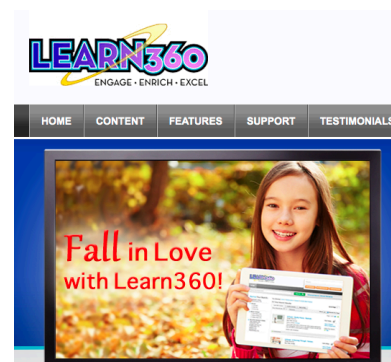 LEARN360
ENGAGE • ENRICH • EXCEL
HOME CONTENT FEATURES SUPPORT TESTIMONIALS
Fall in Love
with Learn360!